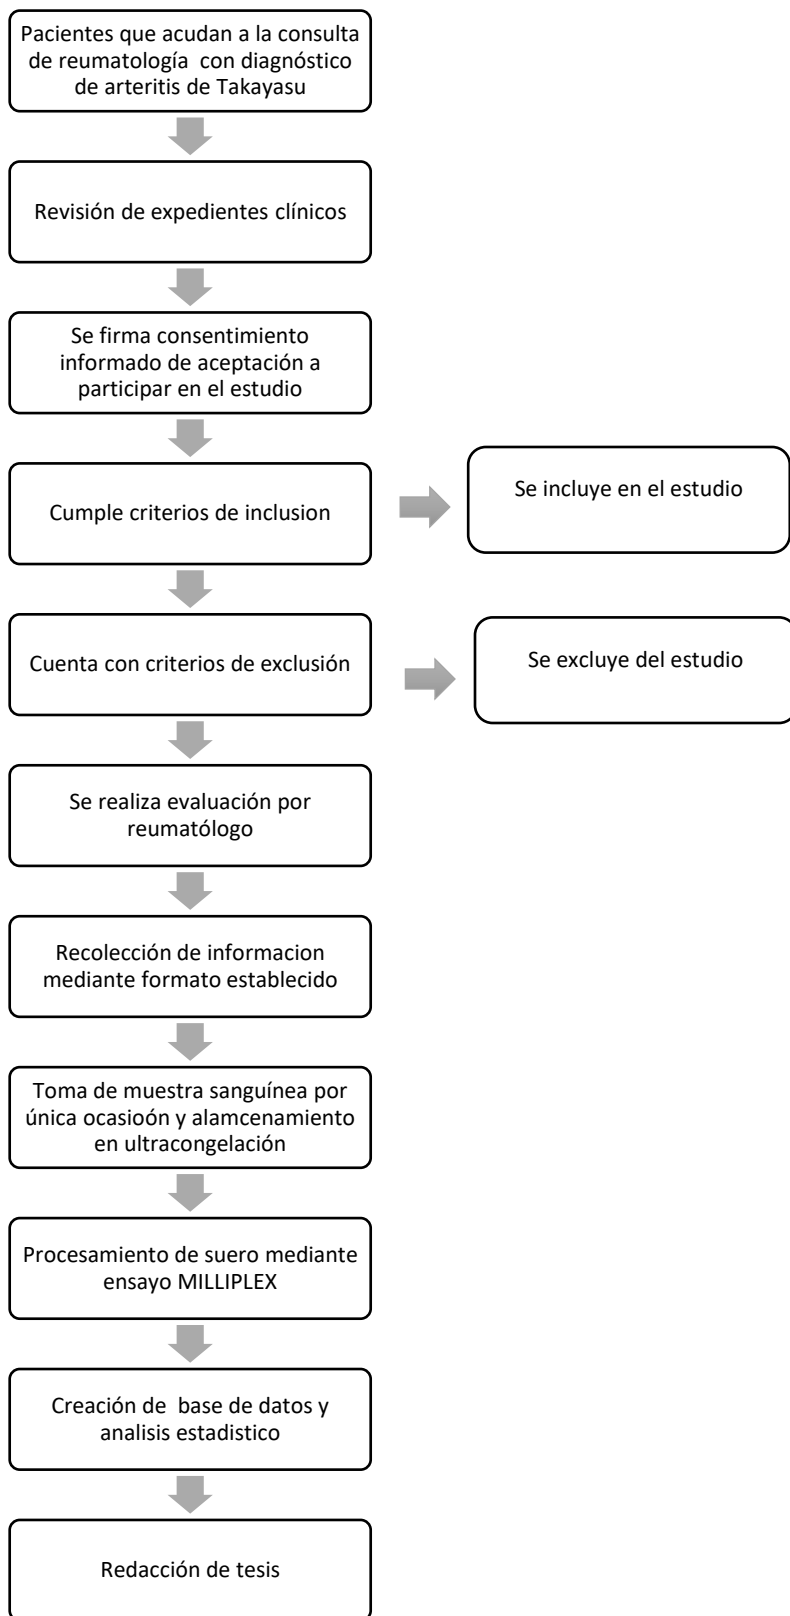 Pacientes que acudan a la consulta
de reumatología con diagnóstico
de arteritis de Takayasu
Revisión de expedientes clínicos
Se firma consentimiento
informado de aceptación a
participar en el estudio
Cumple criterios de inclusion
Se incluye en el estudio
Cuenta con criterios de exclusión
Se excluye del estudio
Se realiza evaluación por
reumatólogo
Recolección de informacion
mediante formato establecido
Toma de muestra sanguínea por
única ocasioón y alamcenamiento
en ultracongelación
Procesamiento de suero mediante
ensayo MILLIPLEX
Creación de base de datos y
analisis estadistico
Redacción de tesis